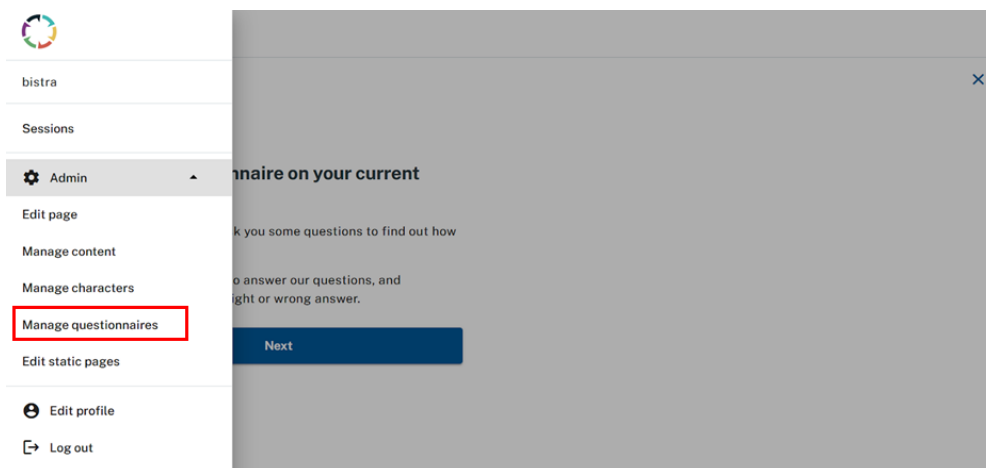 bistra
Sessions
Admin
Edit page
Manage content
Manage characters
Manage questionnaires
Edit static pages
Edit profile
Log out
nnaire on your current
k you some questions to find out how
o answer our questions, and
ight or wrong answer.
Next